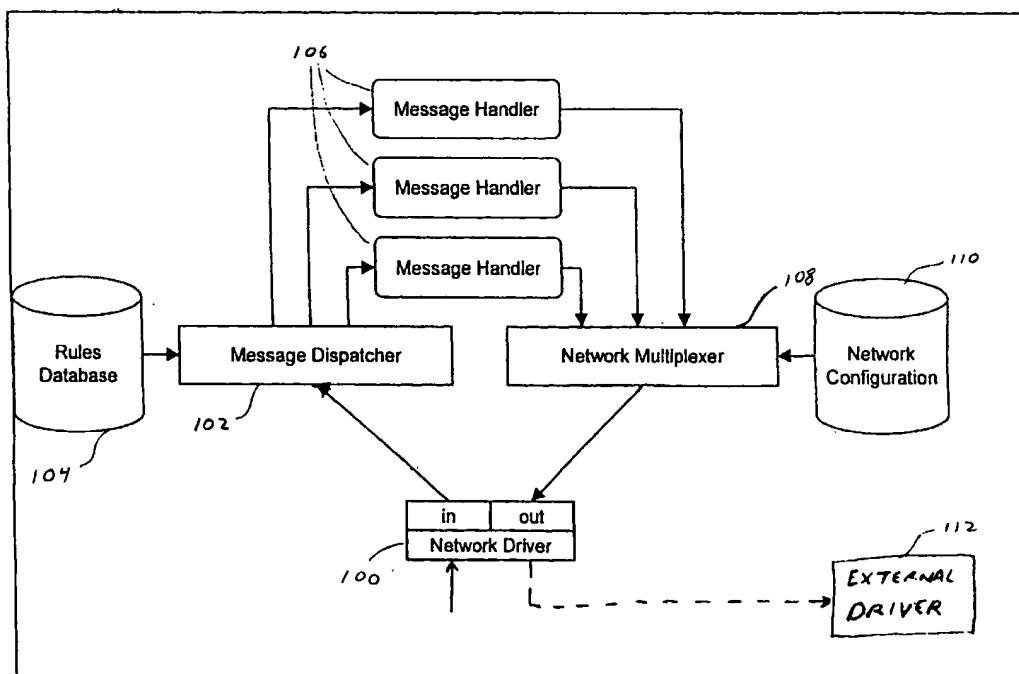 106
Message Handler
Message Handler
Message Handler
110
108
Rules
Database
Message Dispatcher
Network Multiplexer
Network
Configuration
102
104
in
out
Network Driver
100
112
EXTERNAL
DRIVER